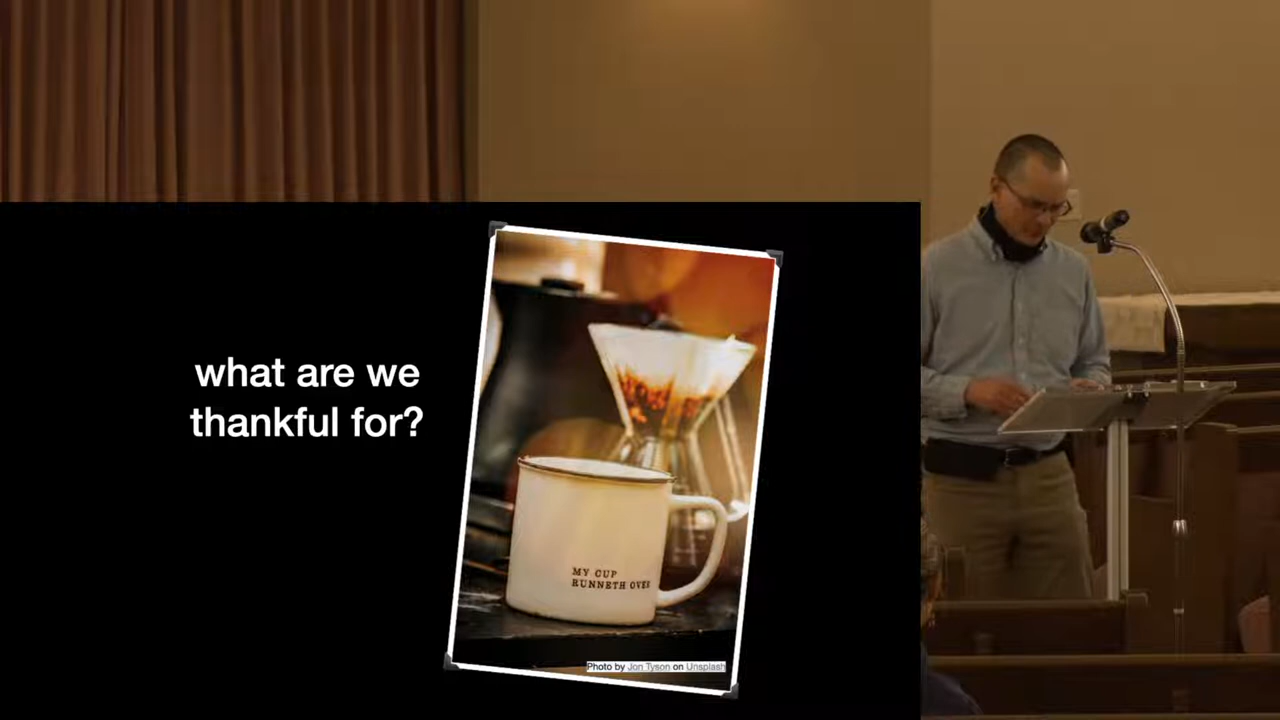 what are we
thankful for?
MY CUP
RUNNETH OVER
Photo by Jon Tyson on Unsplash